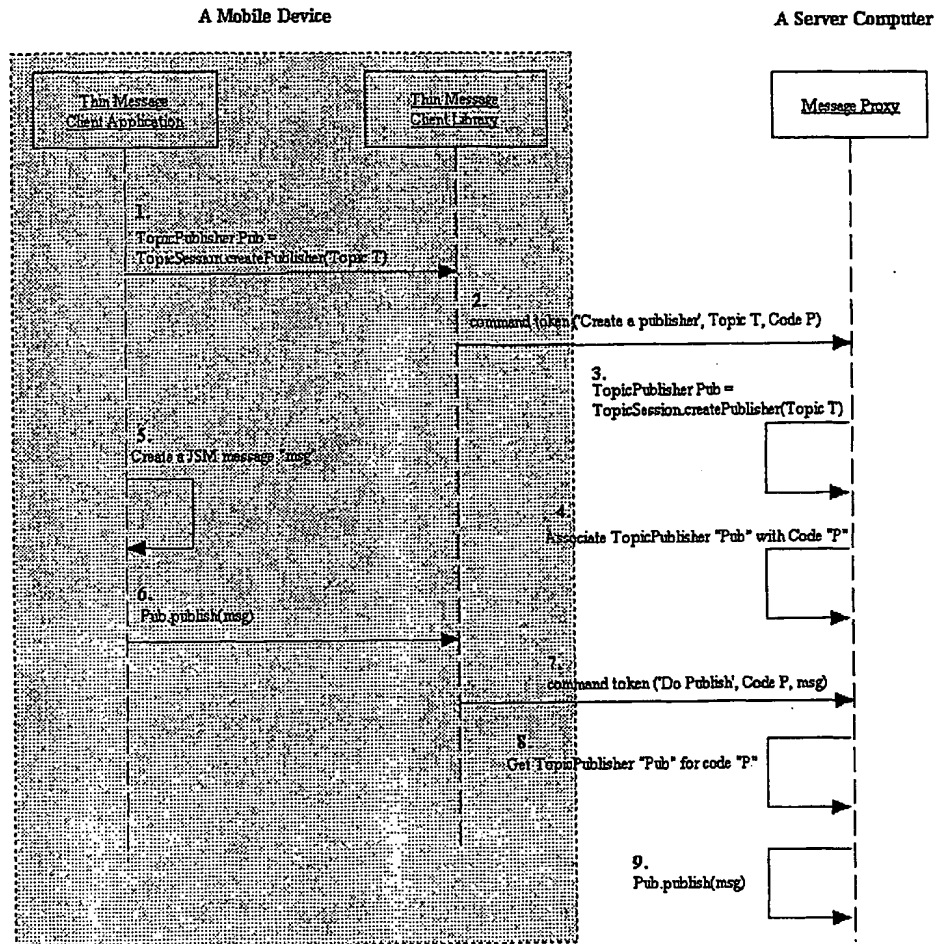 A Mobile Device
A Server Computer
Thin Message
Client Application
Thin Message
Client Library
Message Proxy
1.
TopicPublisher Pub =
TopicSession.createPublisher(Topic T)
2.
command token ('Create a publisher', Topic T, Code P)
3.
TopicPublisher Pub =
TopicSession.createPublisher(Topic T)
4.
Associate TopicPublisher "Pub" with Code "P"
5.
Create a JSM message "msg"
6.
Pub.publish(msg)
7.
command token ('Do Publish', Code P, msg)
8.
Get TopicPublisher "Pub" for code "P."
9.
Pub.publish(msg)